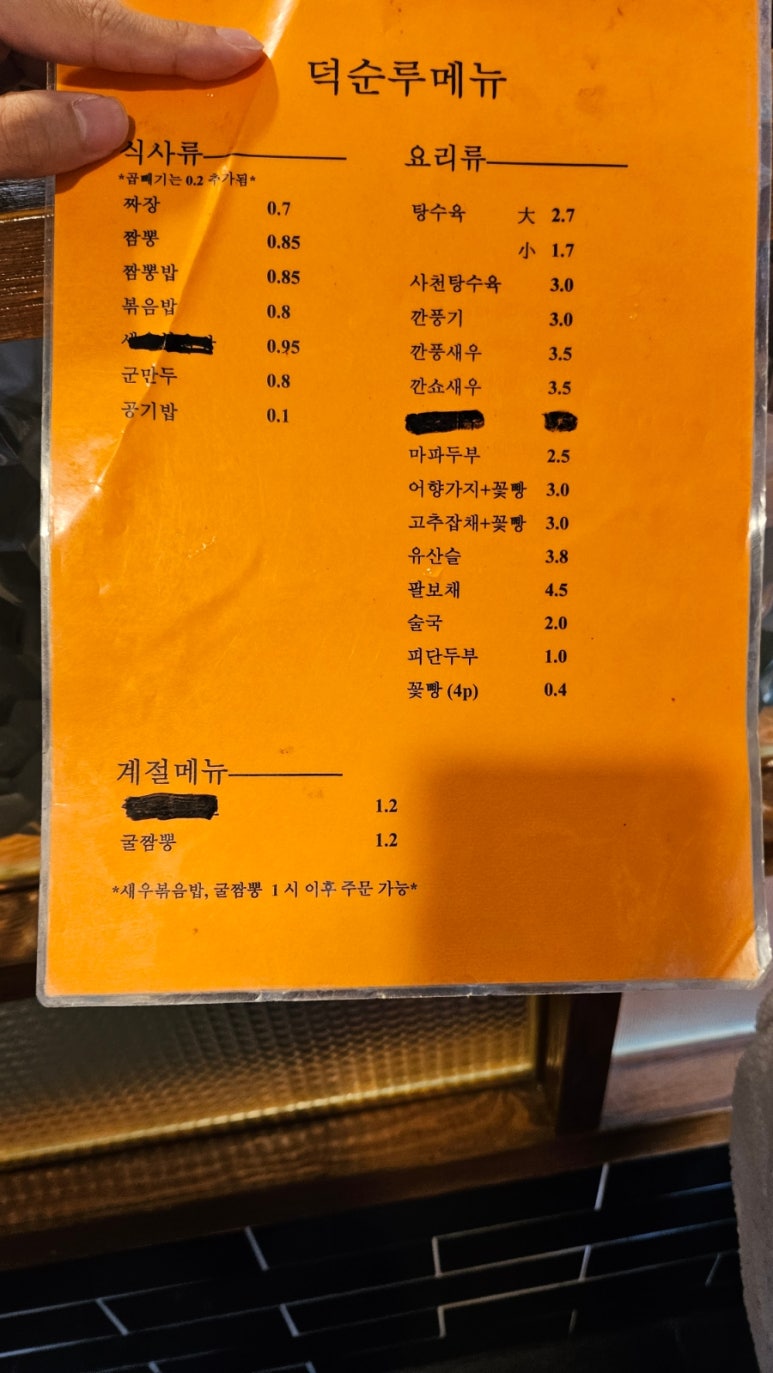 덕순루메뉴
식사류
*곱빼기는 0.2 추가됨*
짜장 0.7
짬뽕 0.85
짬뽕밥 0.85
볶음밥 0.8
0.95
군만두 0.8
공기밥 0.1
요리류
탕수육 大 2.7
小 1.7
사천탕수육 3.0
깐풍기 3.0
깐풍새우 3.5
깐쇼새우 3.5
마파두부 2.5
어향가지+꽃빵 3.0
고추잡채+꽃빵 3.0
유산슬 3.8
팔보채 4.5
술국 2.0
피단두부 1.0
꽃빵 (4p) 0.4
계절메뉴
1.2
굴짬뽕 1.2
*새우볶음밥, 굴짬뽕 1시 이후 주문 가능*